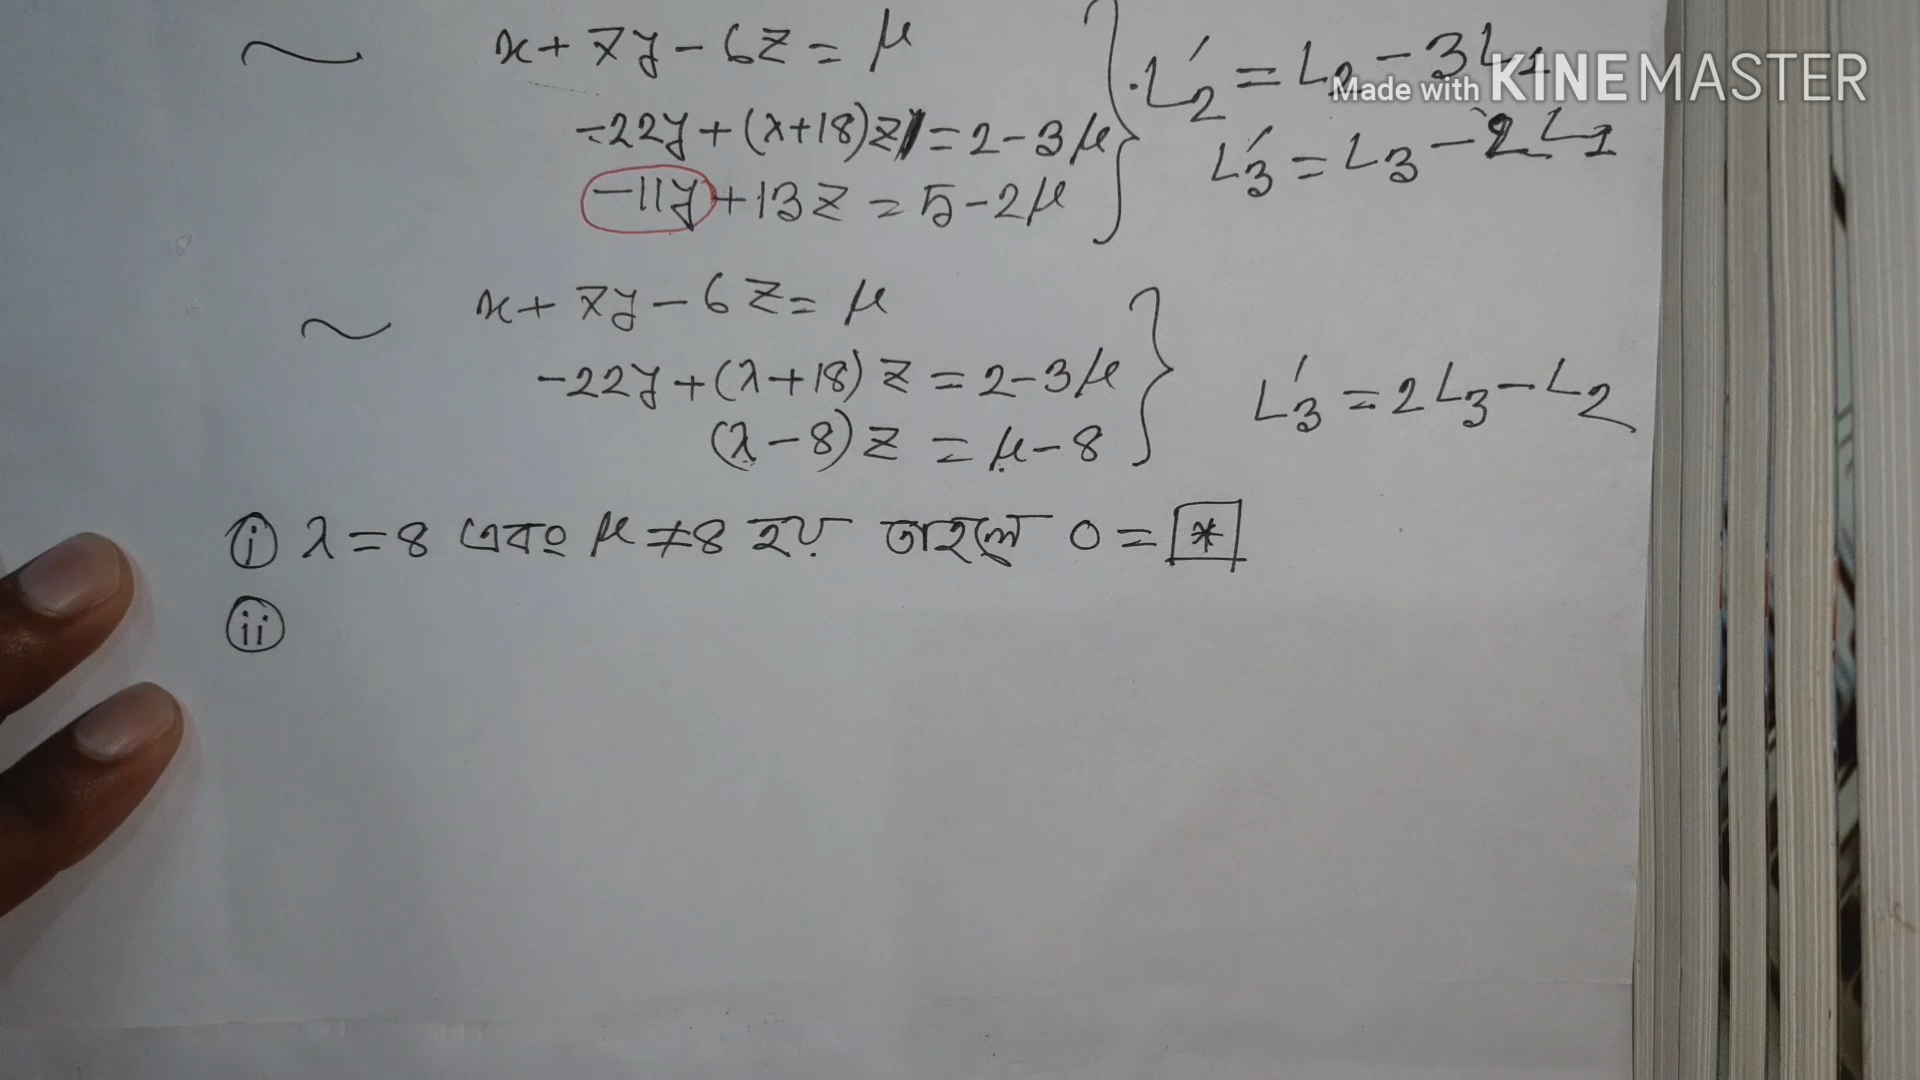 ~ x + 7y - 6z = μ
-22y + (λ+18)z = 2 - 3μ
-11y + 13z = 5 - 2μ
L₂′ = L₂ - 3L₁
L₃′ = L₃ - 2L₁
Made with KINEMASTER
~ x + 7y - 6z = μ
-22y + (λ+18) z = 2 - 3μ
(λ - 8) z = μ - 8
L₃′ = 2L₃ - L₂
(i) λ = 8 এবং μ ≠ 8 হয় তাহলে 0 = *
(ii)